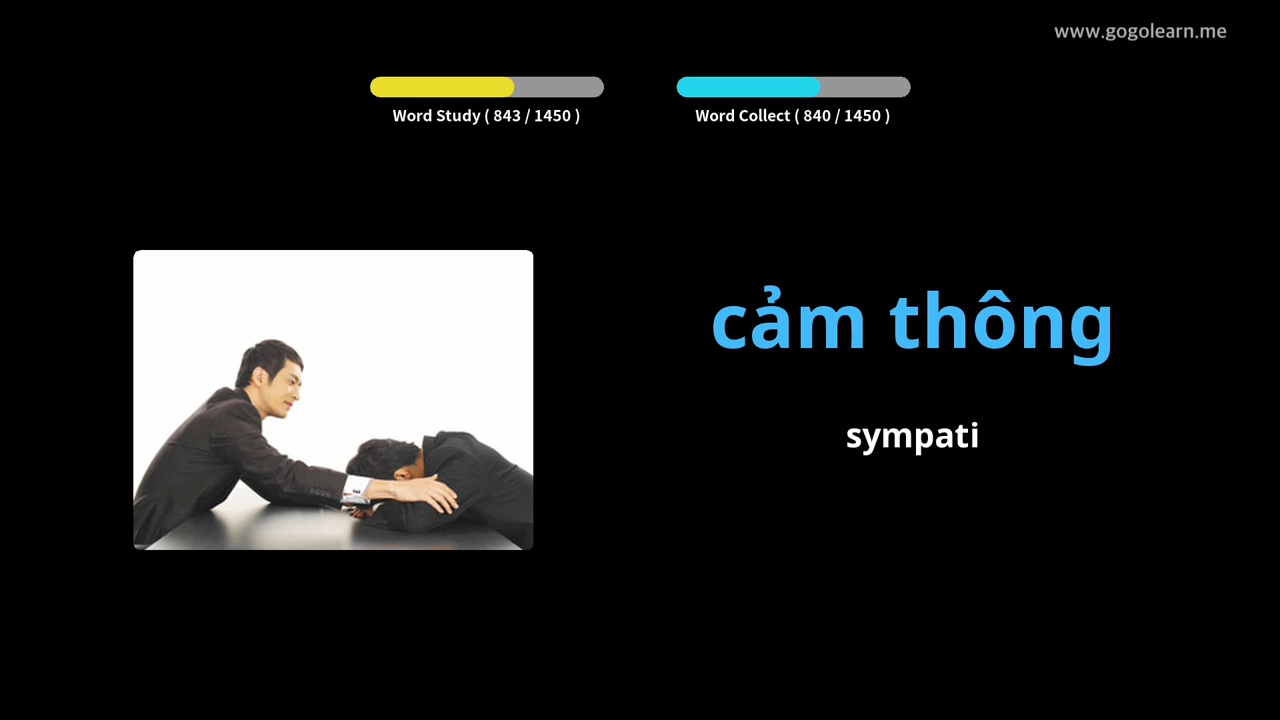 www.gogolearn.me
Word Study ( 843 / 1450 )
Word Collect ( 840 / 1450 )
cảm thông
sympati